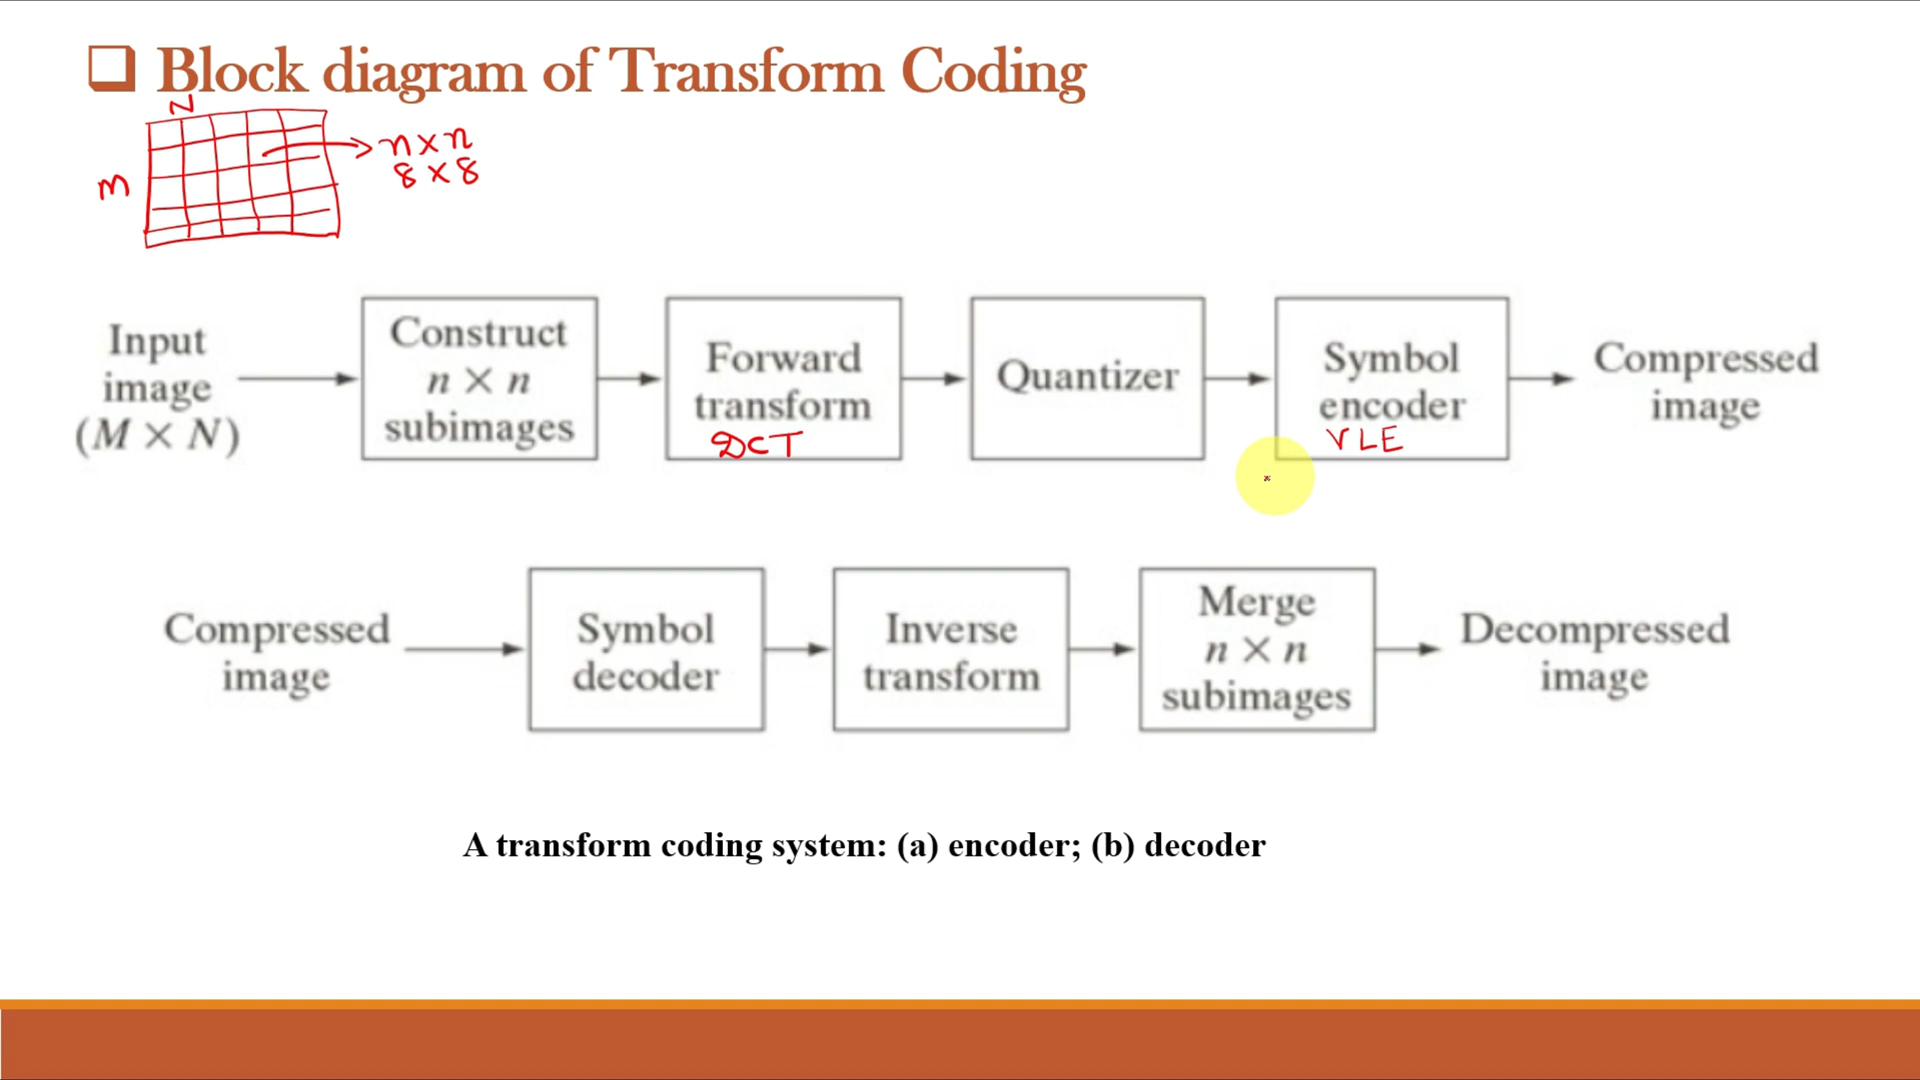 Block diagram of Transform Coding
N
n×n
8×8
m
Input
image
(M × N)
Construct
n × n
subimages
Forward
transform
DCT
Quantizer
Symbol
encoder
VLE
Compressed
image
Compressed
image
Symbol
decoder
Inverse
transform
Merge
n × n
subimages
Decompressed
image
A transform coding system: (a) encoder; (b) decoder